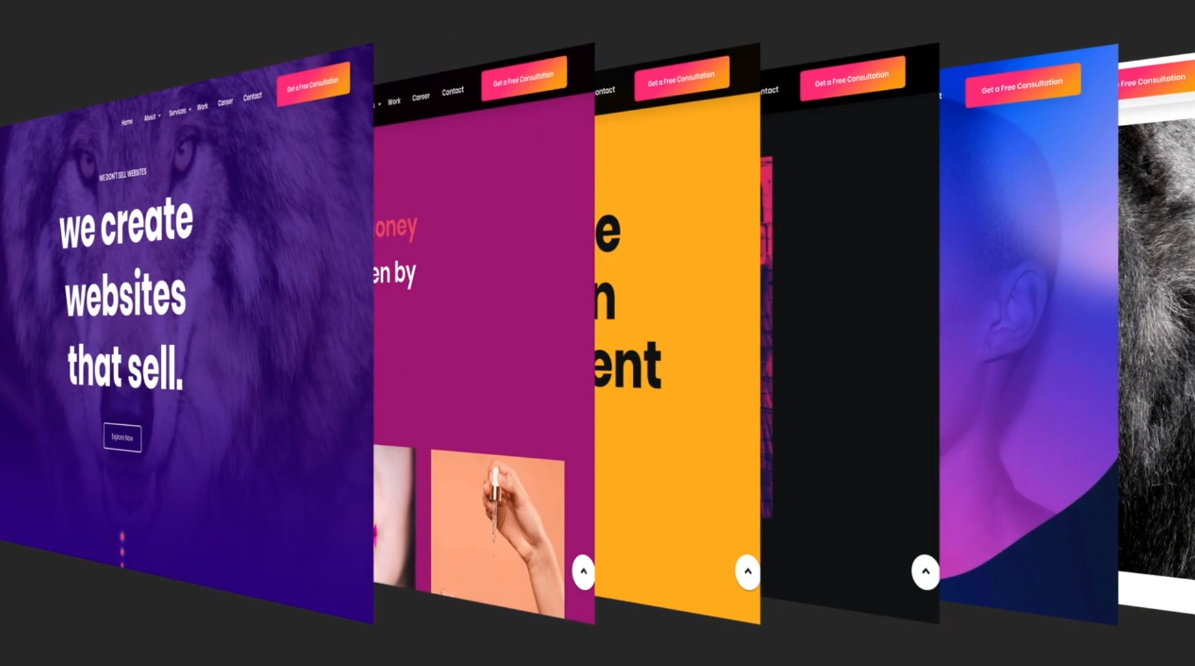 Home About Services Work Career Contact Get a Free Consultation
WE DON'T SELL WEBSITES
we create
websites
that sell.
Explore Now
Work Career Contact Get a Free Consultation
oney
en by
ontact Get a Free Consultation
e
n
ent
ntact Get a Free Consultation
t Get a Free Consultation
Free Consultation